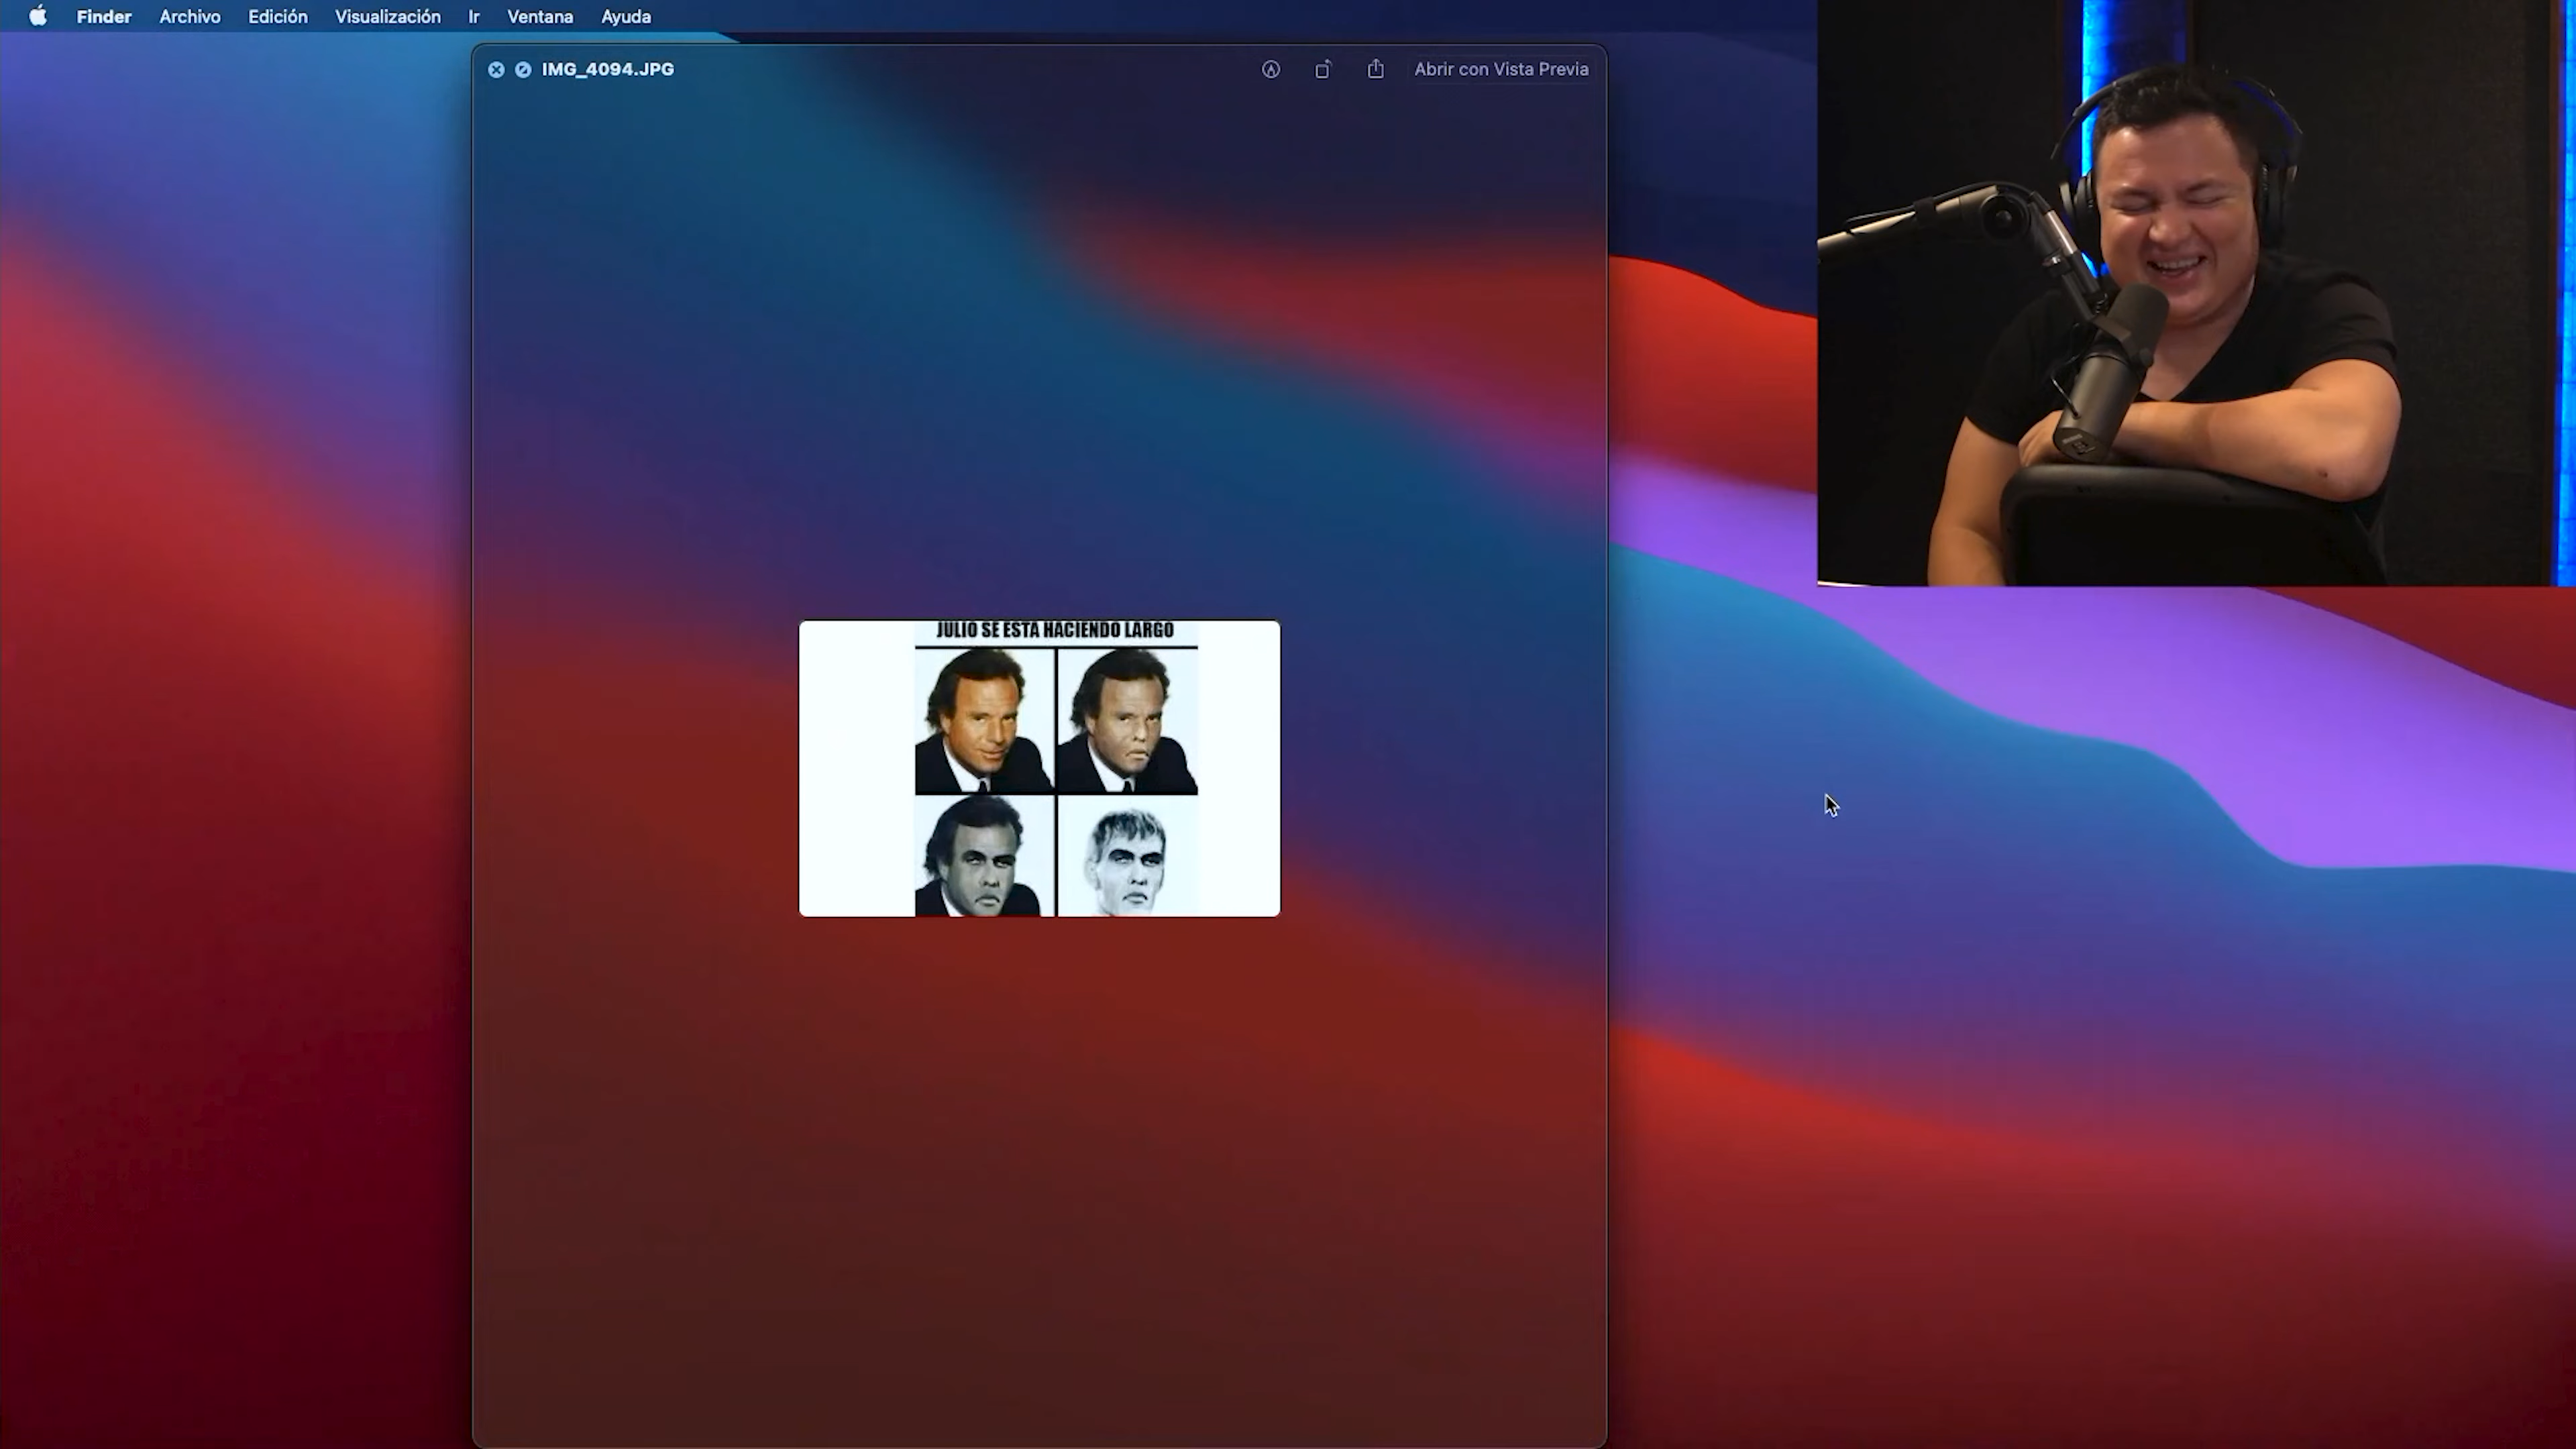 Finder Archivo Edición Visualización Ir Ventana Ayuda
IMG_4094.JPG Abrir con Vista Previa
JULIO SE ESTA HACIENDO LARGO